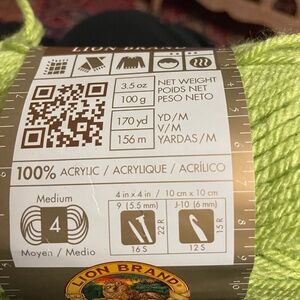 LION BRAND
3.5 oz NET WEIGHT
100 g POIDS NET
PESO NETO
170 yd YD/M
V/M
156 m YARDAS/M
100% ACRYLIC / ACRYLIQUE / ACRÍLICO
Medium
4
Moyen / Medio
4 in x 4 in / 10 cm x 10 cm
9 (5.5 mm)
22 R
16 S
J-10 (6 mm)
15 R
12 S
LION BRAND